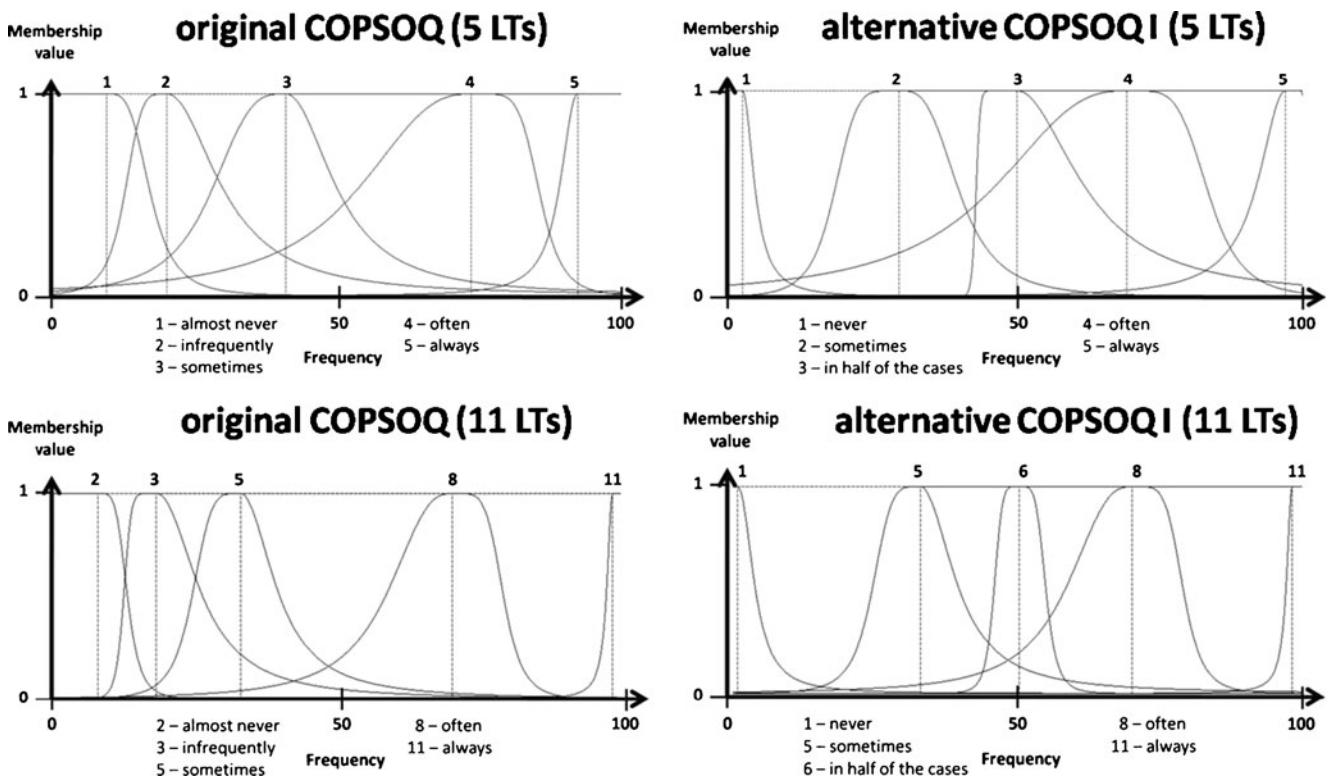 original COPSOQ (5 LTs)
Membership
value
1 2 3 4 5
1
0
0 50 100
1 – almost never
2 – infrequently
3 – sometimes
4 – often
5 – always
Frequency
alternative COPSOQ I (5 LTs)
Membership
value
1 2 3 4 5
1
0
0 50 100
1 – never
2 – sometimes
3 – in half of the cases
4 – often
5 – always
Frequency
original COPSOQ (11 LTs)
Membership
value
2 3 5 8 11
1
0
0 50 100
2 – almost never
3 – infrequently
5 – sometimes
8 – often
11 – always
Frequency
alternative COPSOQ I (11 LTs)
Membership
value
1 5 6 8 11
1
0
0 50 100
1 – never
5 – sometimes
6 – in half of the cases
8 – often
11 – always
Frequency